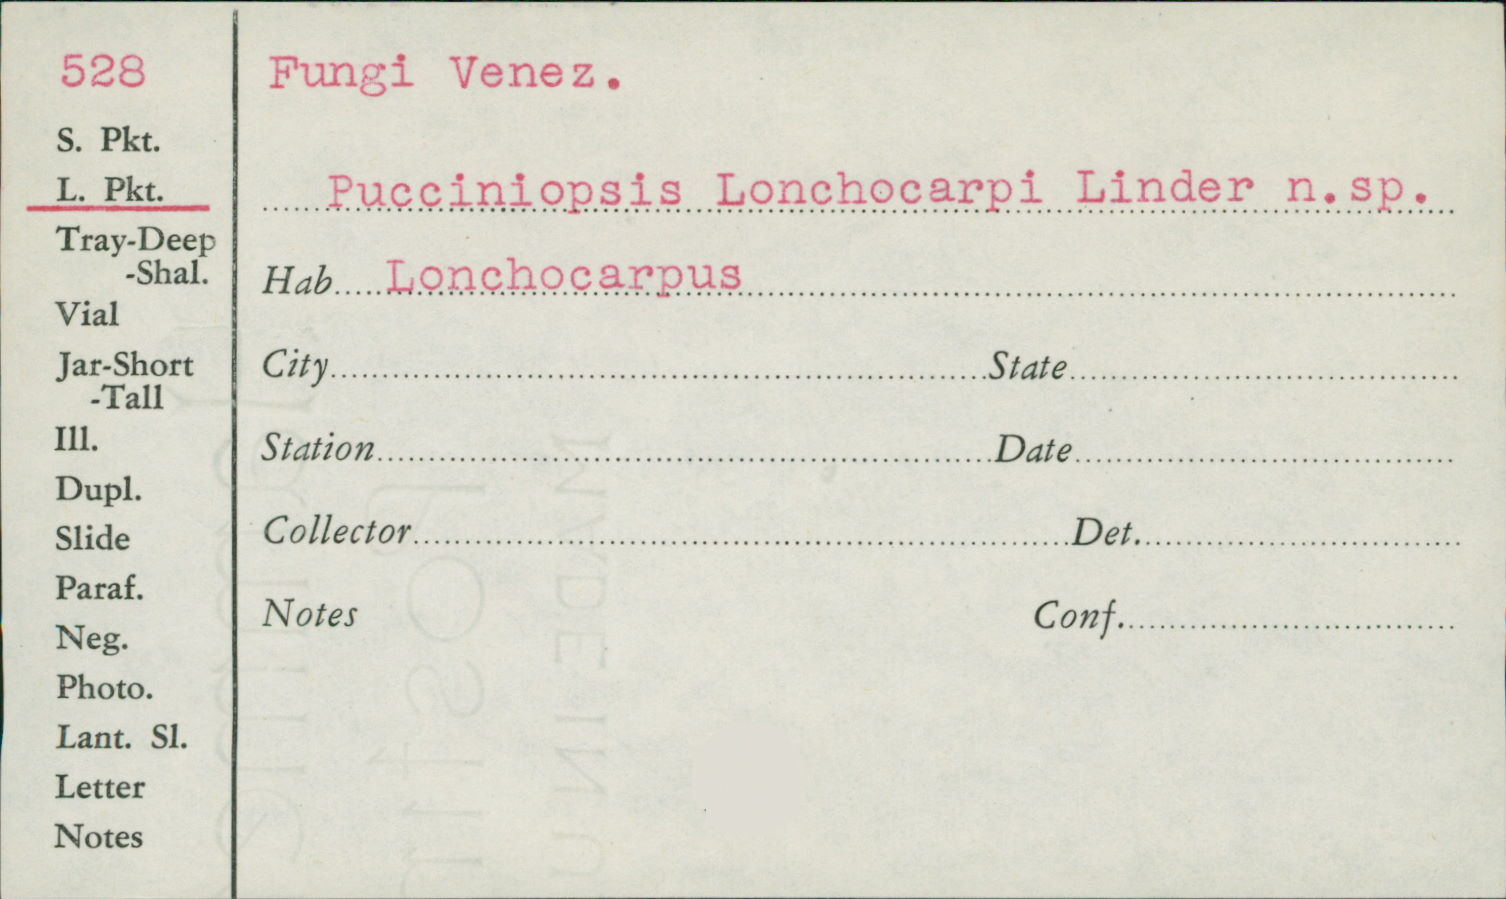 528
Fungi Venez.
S. Pkt.
L. Pkt.
Pucciniopsis Lonchocarpi Linder n.sp.
Tray-Deep
-Shal.
Hab. Lonchocarpus
Vial
Jar-Short
-Tall
City State
Ill.
Station Date
Dupl.
Slide
Collector Det.
Paraf.
Notes Conf.
Neg.
Photo.
Lant. Sl.
Letter
Notes